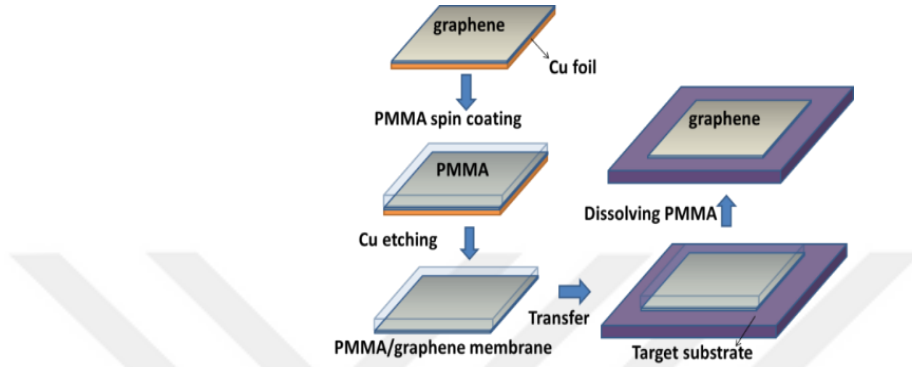 graphene
Cu foil
PMMA spin coating
PMMA
Cu etching
PMMA/graphene membrane
Transfer
Target substrate
Dissolving PMMA
graphene